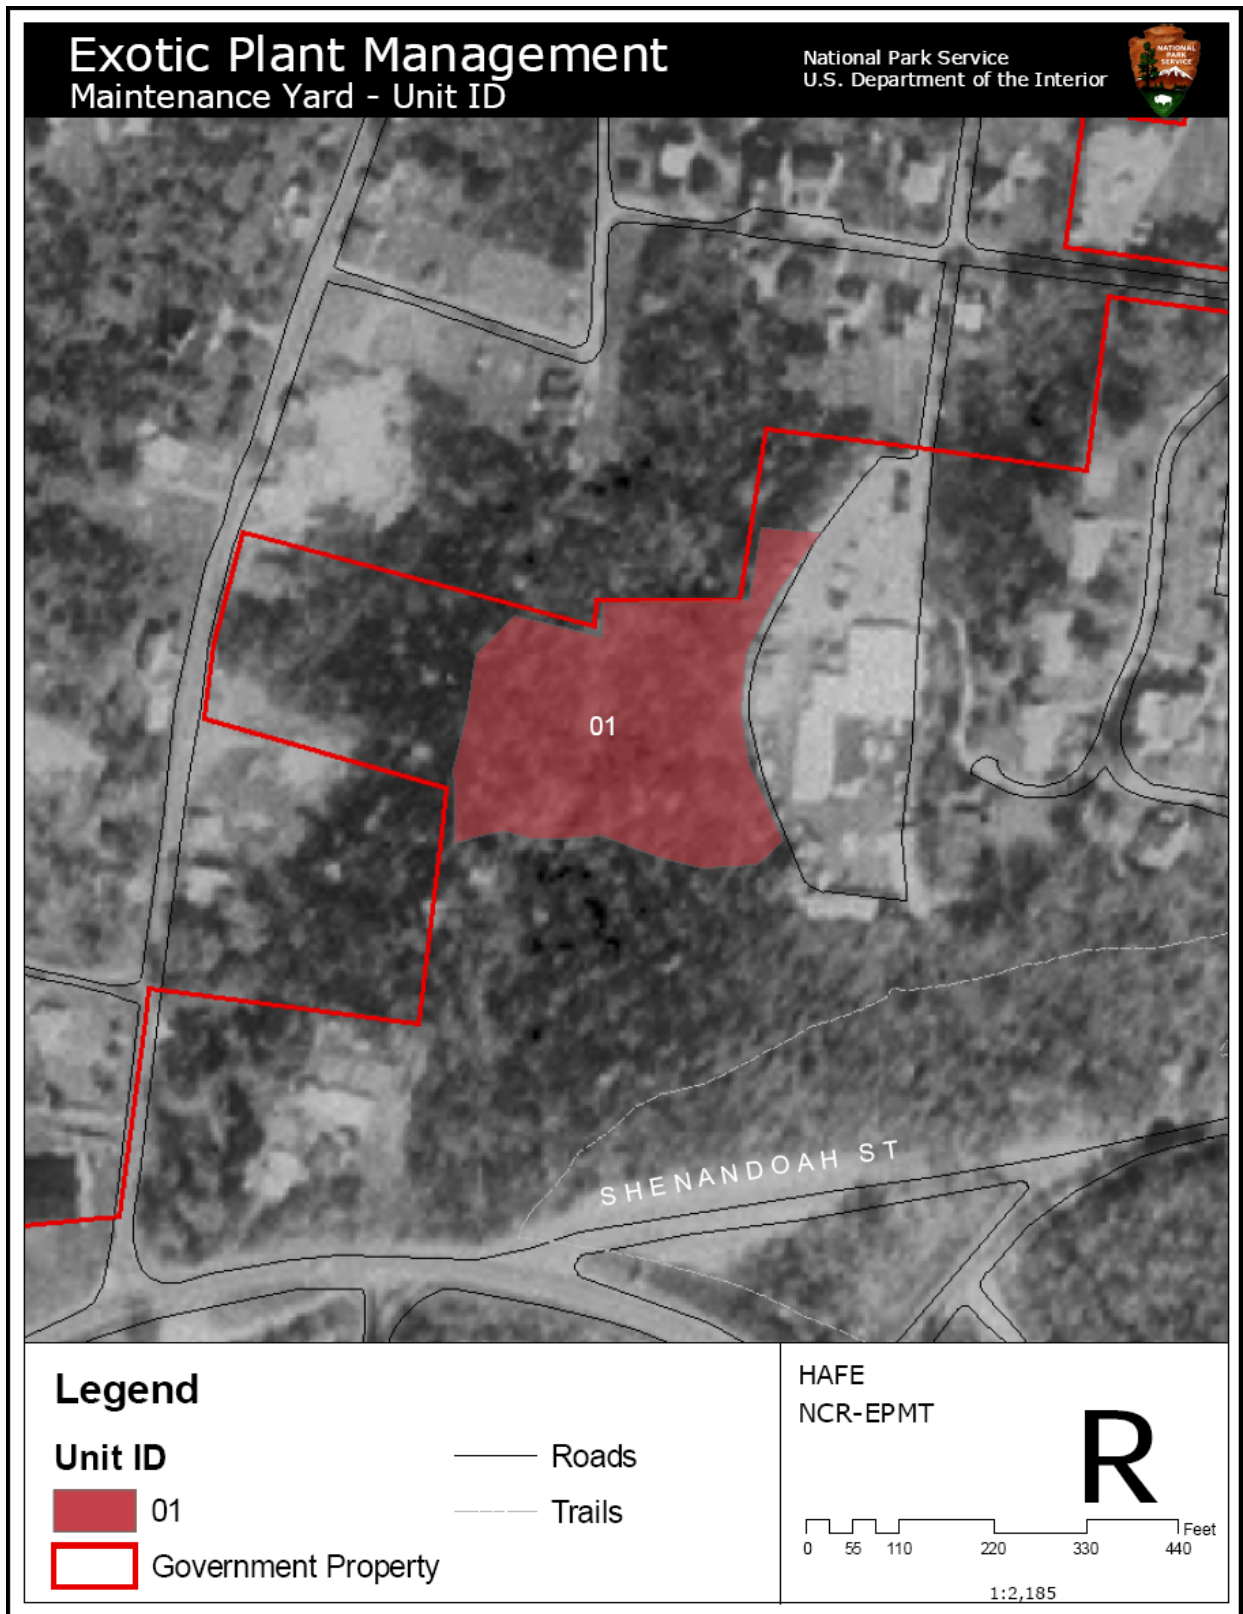 Exotic Plant Management
Maintenance Yard - Unit ID
National Park Service
U.S. Department of the Interior
NATIONAL
PARK
SERVICE
01
SHENANDOAH ST
Legend
Unit ID
01
Government Property
Roads
Trails
HAFE
NCR-EPMT
R
Feet
0 55 110 220 330 440
1:2,185